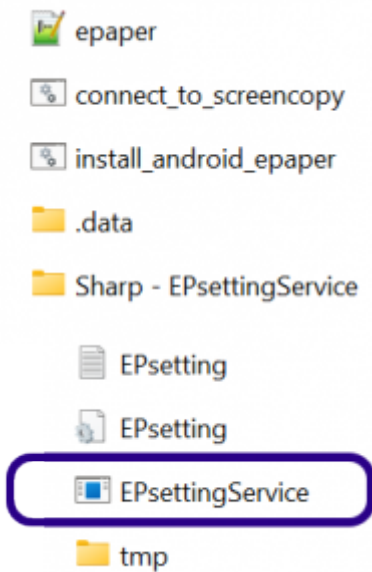 epaper
connect_to_screencopy
install_android_epaper
.data
Sharp - EPsettingService
EPsetting
EPsetting
EPsettingService
tmp